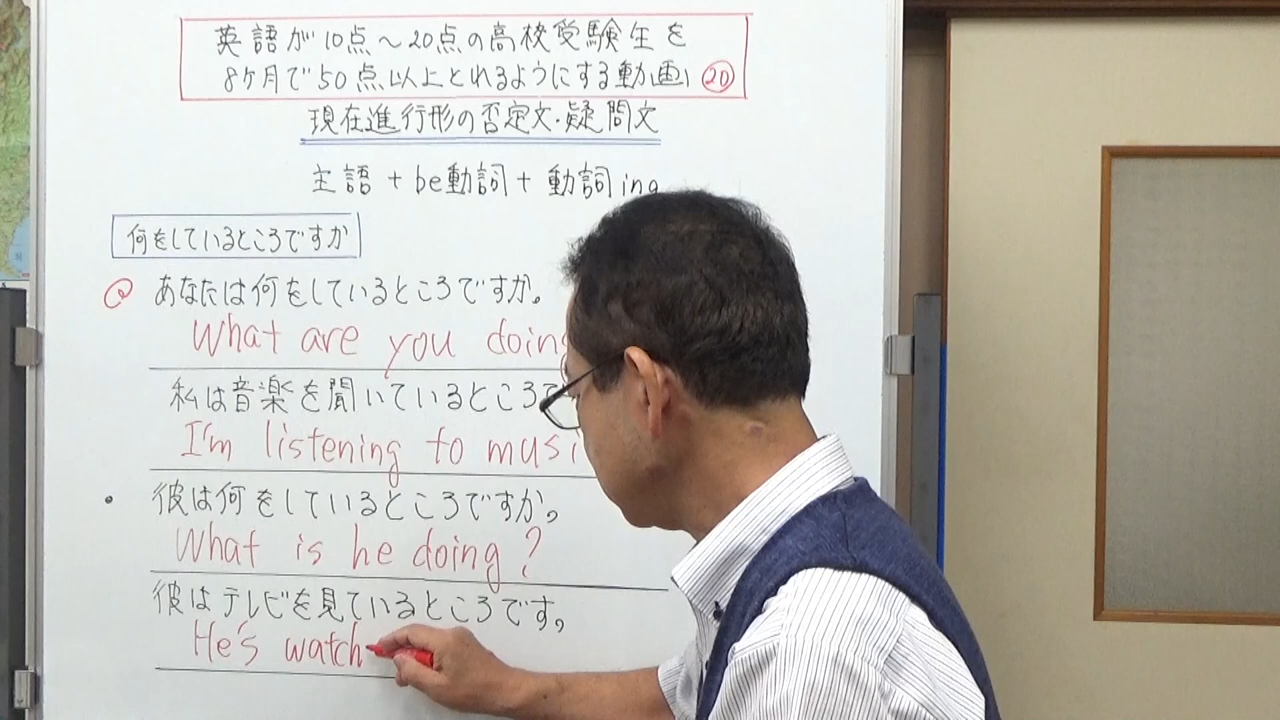 英語が10点～20点の高校受験生を
8ヶ月で50点以上とれるようにする動画 20
現在進行形の否定文・疑問文
主語 + be動詞 + 動詞ing
何をしているところですか
あなたは何をしているところですか。
What are you doing
私は音楽を聞いているところで
I'm listening to musi
彼は何をしているところですか。
What is he doing?
彼はテレビを見ているところです。
He's watch